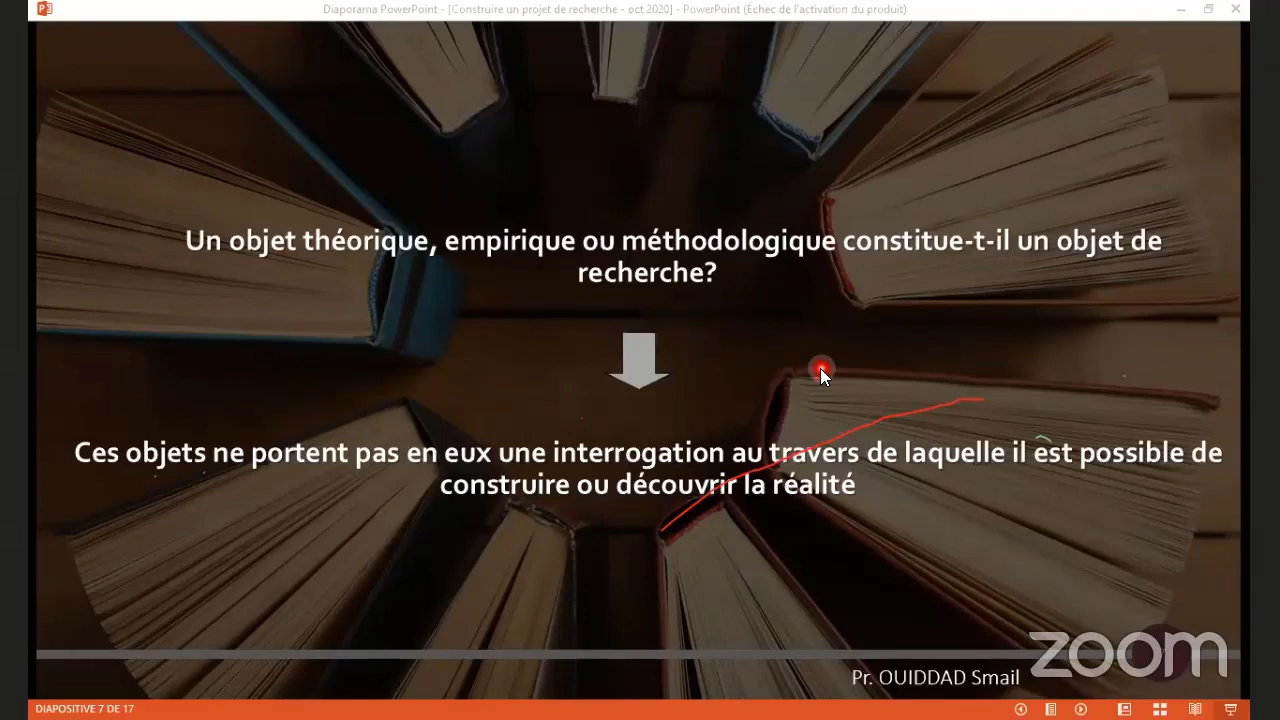 Diaporama PowerPoint - [Construire un projet de recherche - oct 2020] - PowerPoint (Échec de l'activation du produit)
Un objet théorique, empirique ou méthodologique constitue-t-il un objet de
recherche?
Ces objets ne portent pas en eux une interrogation au travers de laquelle il est possible de
construire ou découvrir la réalité
zoom
Pr. OUIDDAD Smail
DIAPOSITIVE 7 DE 17